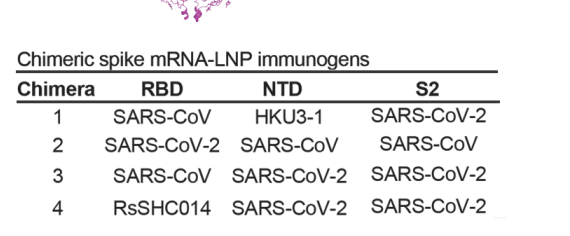 Chimeric spike mRNA-LNP immunogens
Chimera RBD NTD S2
1 SARS-CoV HKU3-1 SARS-CoV-2
2 SARS-CoV-2 SARS-CoV SARS-CoV
3 SARS-CoV SARS-CoV-2 SARS-CoV-2
4 RsSHC014 SARS-CoV-2 SARS-CoV-2